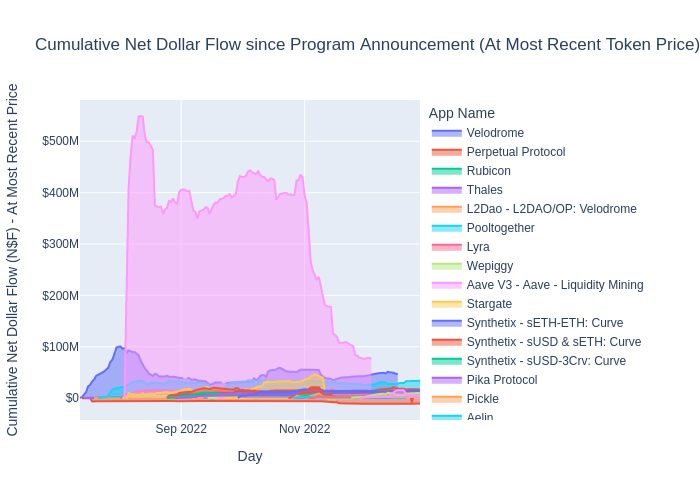 Cumulative Net Dollar Flow since Program Announcement (At Most Recent Token Price)
Cumulative Net Dollar Flow (N$F) - At Most Recent Price
$500M
$400M
$300M
$200M
$100M
$0
Sep 2022
Nov 2022
Day
App Name
Velodrome
Perpetual Protocol
Rubicon
Thales
L2Dao - L2DAO/OP: Velodrome
Pooltogether
Lyra
Wepiggy
Aave V3 - Aave - Liquidity Mining
Stargate
Synthetix - sETH-ETH: Curve
Synthetix - sUSD & sETH: Curve
Synthetix - sUSD-3Crv: Curve
Pika Protocol
Pickle
Aelin